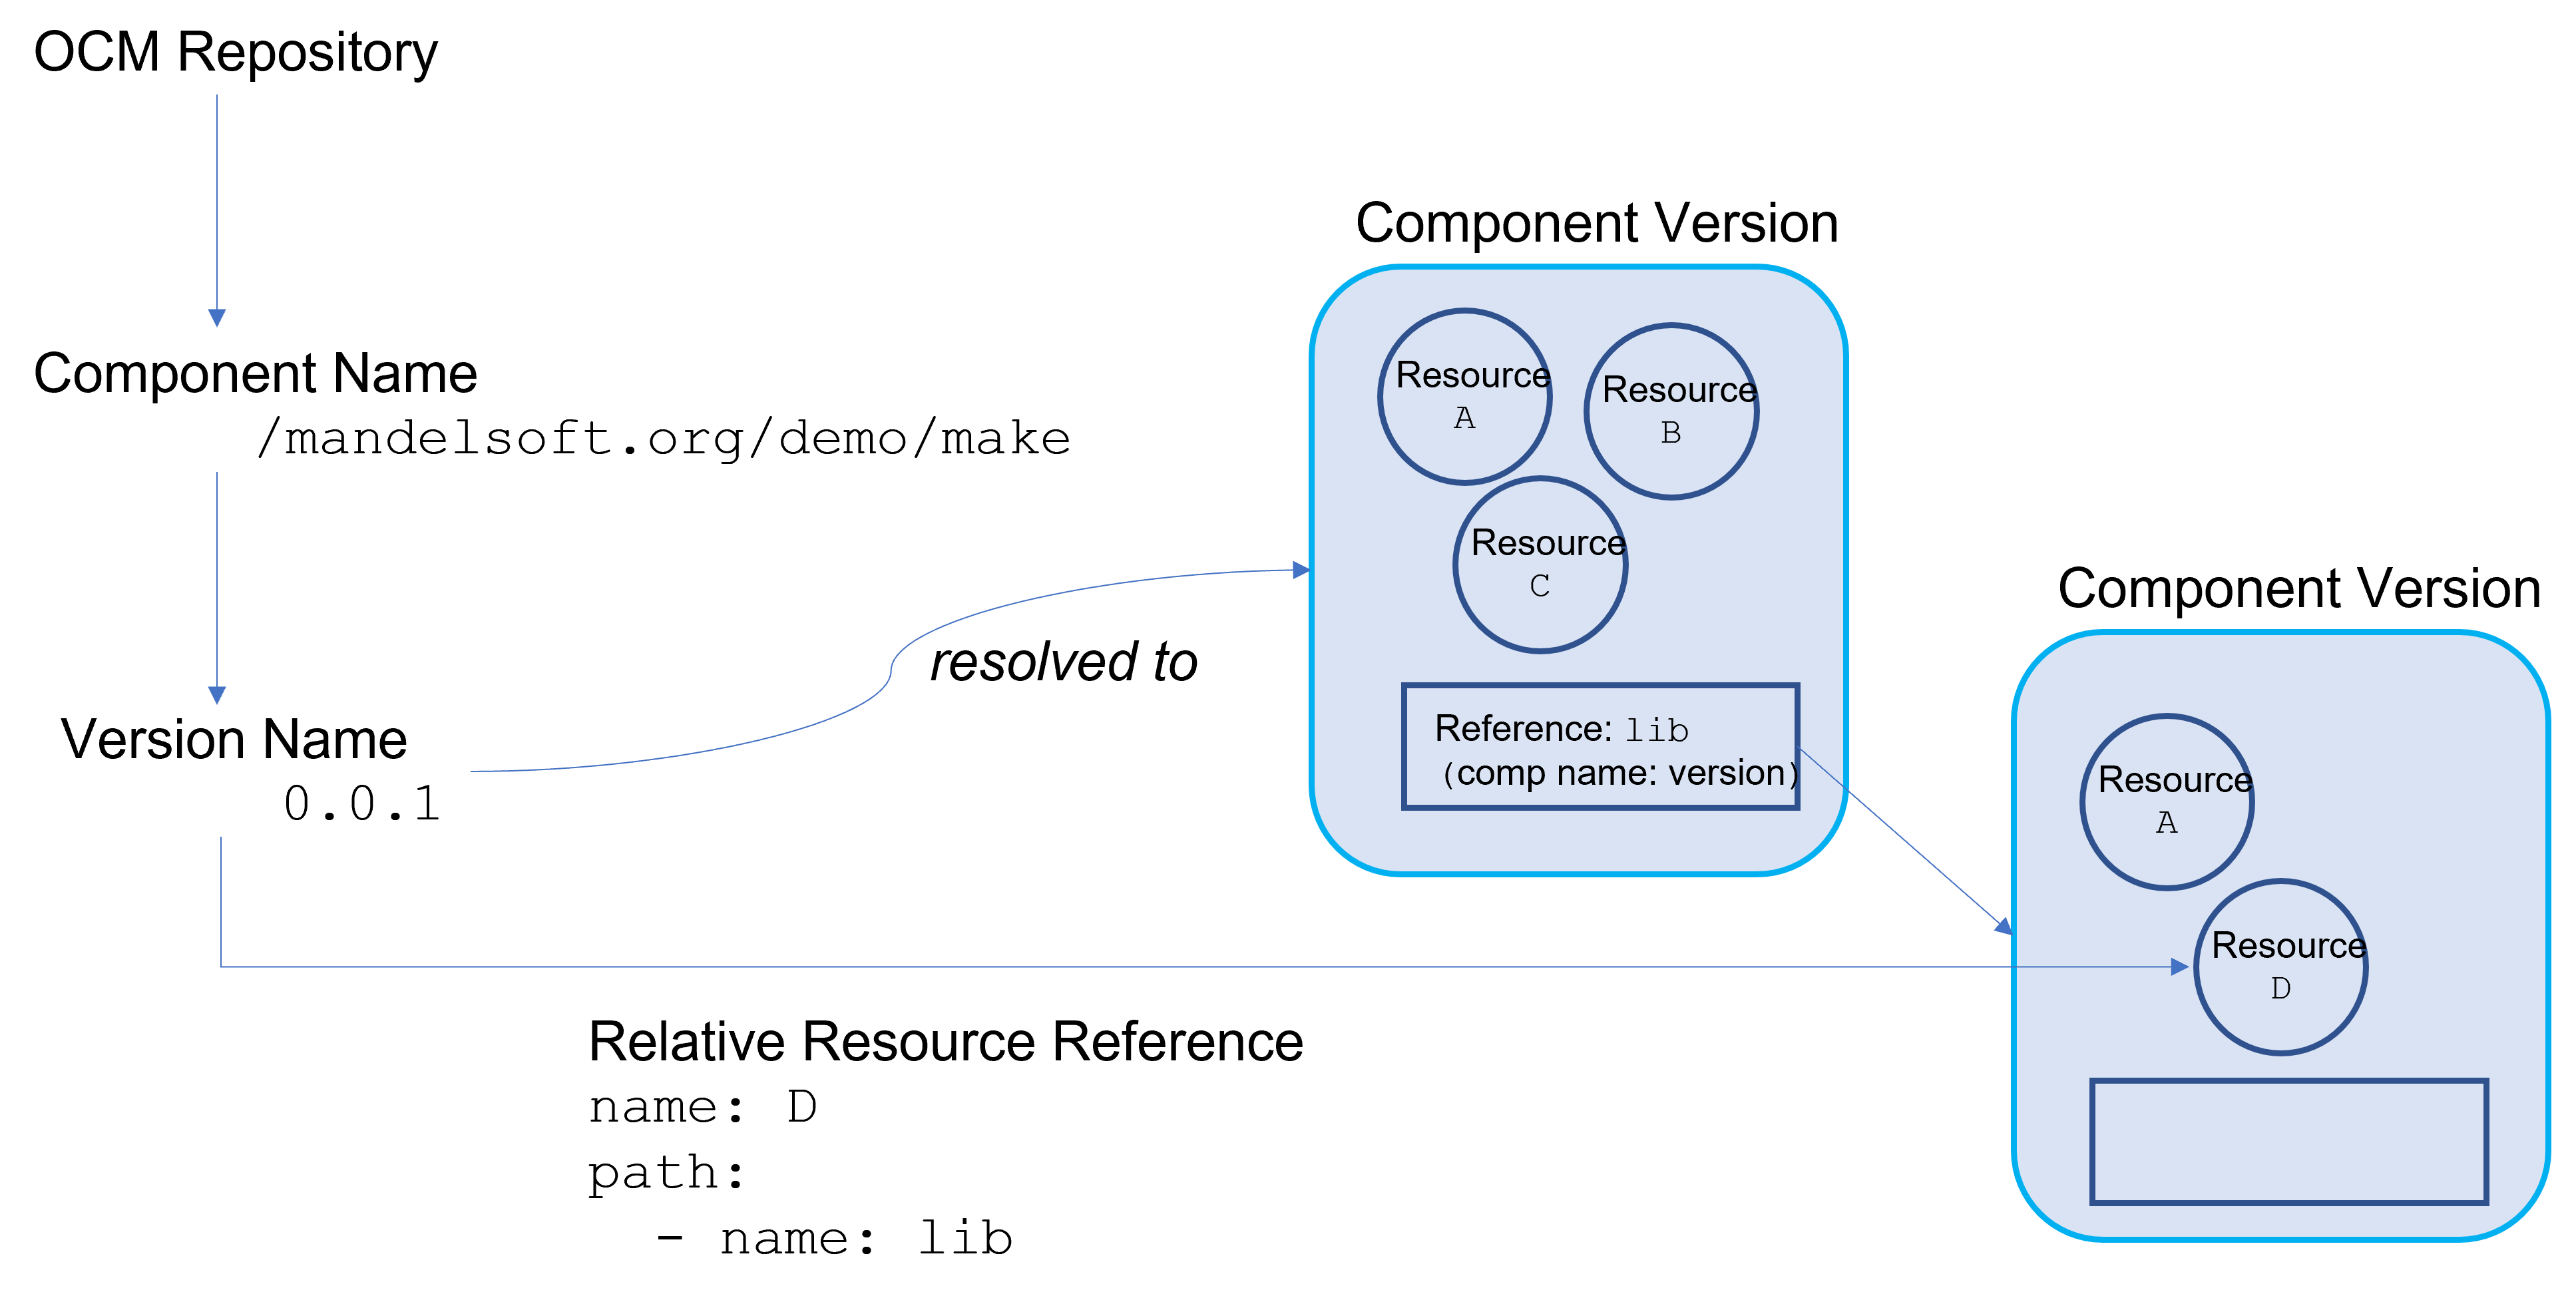 OCM Repository
Component Name
/mandelsoft.org/demo/make
Version Name
0.0.1
resolved to
Component Version
Resource
A
Resource
B
Resource
C
Reference: lib
(comp name: version)
Component Version
Resource
A
Resource
D
Relative Resource Reference
name: D
path:
- name: lib